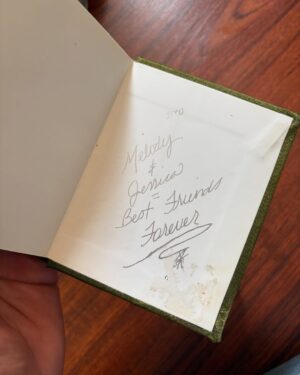 Melody
&
Jessica
=
Best Friends
Forever